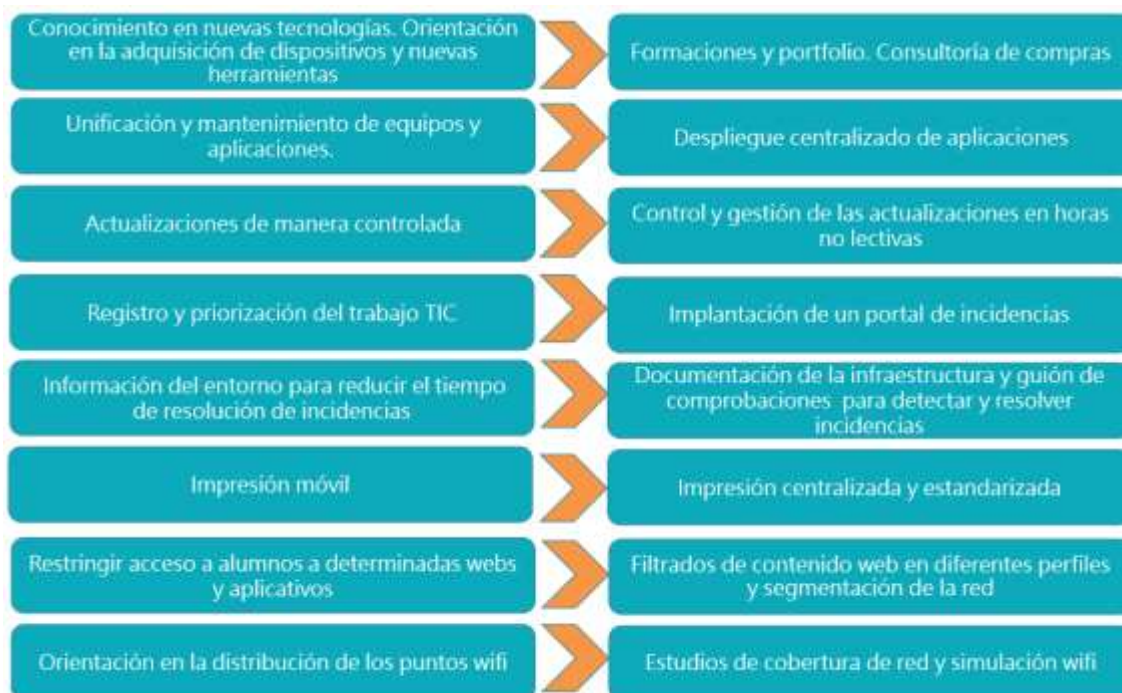 Conocimiento en nuevas tecnologías. Orientación
en la adquisición de dispositivos y nuevas
herramientas
Formaciones y portfolio. Consultoría de compras
Unificación y mantenimiento de equipos y
aplicaciones.
Despliegue centralizado de aplicaciones
Actualizaciones de manera controlada
Control y gestión de las actualizaciones en horas
no lectivas
Registro y priorización del trabajo TIC
Implantación de un portal de incidencias
Información del entorno para reducir el tiempo
de resolución de incidencias
Documentación de la infraestructura y guión de
comprobaciones para detectar y resolver
incidencias
Impresión móvil
Impresión centralizada y estandarizada
Restringir acceso a alumnos a determinadas webs
y aplicativos
Filtrados de contenido web en diferentes perfiles
y segmentación de la red
Orientación en la distribución de los puntos wifi
Estudios de cobertura de red y simulación wifi